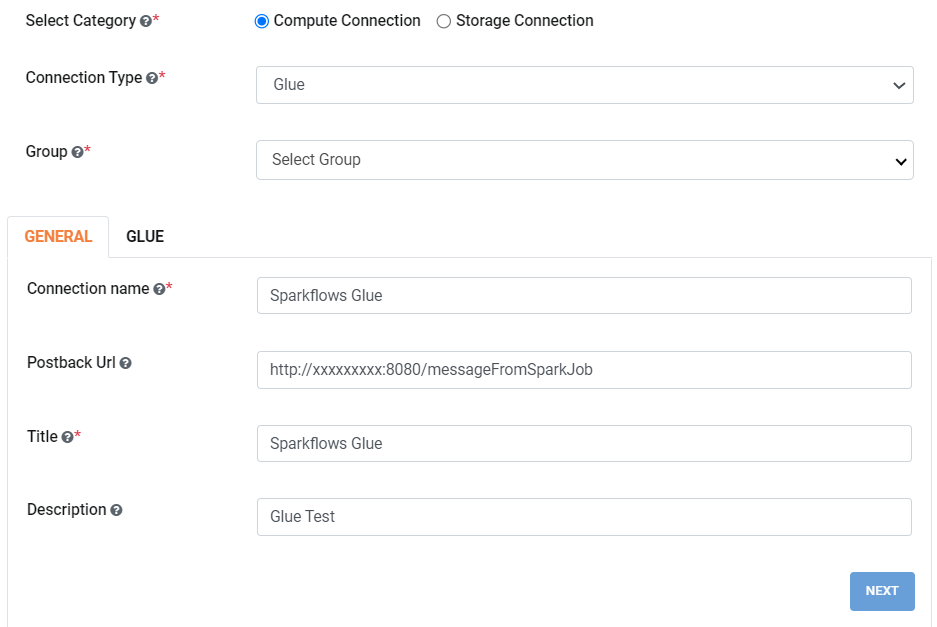 Select Category ?* Compute Connection Storage Connection
Connection Type ?* Glue
Group ?* Select Group
GENERAL GLUE
Connection name ?* Sparkflows Glue
Postback Url ? http://xxxxxxxxx:8080/messageFromSparkJob
Title ?* Sparkflows Glue
Description ? Glue Test
NEXT